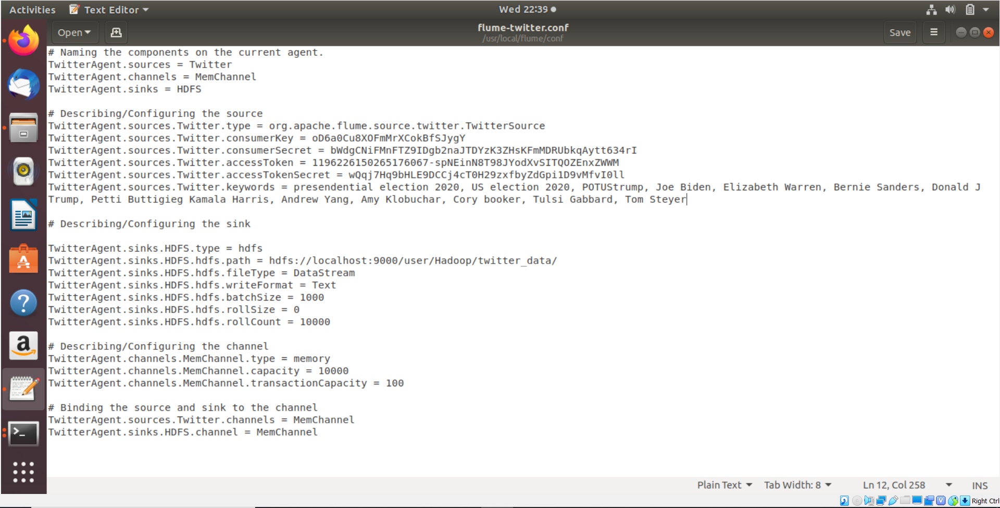 Activities Text Editor Wed 22:39
Open flume-twitter.conf Save
/usr/local/flume/conf
# Naming the components on the current agent.
TwitterAgent.sources = Twitter
TwitterAgent.channels = MemChannel
TwitterAgent.sinks = HDFS
# Describing/Configuring the source
TwitterAgent.sources.Twitter.type = org.apache.flume.source.twitter.TwitterSource
TwitterAgent.sources.Twitter.consumerKey = oD6a0Cu8XOFmMrXCokBfSJygY
TwitterAgent.sources.Twitter.consumerSecret = bWdgCNiFMnFTZ9IDgb2naJTDYzK3ZHsKFmMDRUbkqAytt634rI
TwitterAgent.sources.Twitter.accessToken = 1196226150265176067-spNEinN8T98JYodXvSITQOZEnxZWWM
TwitterAgent.sources.Twitter.accessTokenSecret = wQqj7Hq9bHLE9DCCj4cT0H29zxfbyZdGpi1D9vMfvI0ll
TwitterAgent.sources.Twitter.keywords = presendential election 2020, US election 2020, POTUStrump, Joe Biden, Elizabeth Warren, Bernie Sanders, Donald J
Trump, Petti Buttigieg Kamala Harris, Andrew Yang, Amy Klobuchar, Cory booker, Tulsi Gabbard, Tom Steyer
# Describing/Configuring the sink
TwitterAgent.sinks.HDFS.type = hdfs
TwitterAgent.sinks.HDFS.hdfs.path = hdfs://localhost:9000/user/Hadoop/twitter_data/
TwitterAgent.sinks.HDFS.hdfs.fileType = DataStream
TwitterAgent.sinks.HDFS.hdfs.writeFormat = Text
TwitterAgent.sinks.HDFS.hdfs.batchSize = 1000
TwitterAgent.sinks.HDFS.hdfs.rollSize = 0
TwitterAgent.sinks.HDFS.hdfs.rollCount = 10000
# Describing/Configuring the channel
TwitterAgent.channels.MemChannel.type = memory
TwitterAgent.channels.MemChannel.capacity = 10000
TwitterAgent.channels.MemChannel.transactionCapacity = 100
# Binding the source and sink to the channel
TwitterAgent.sources.Twitter.channels = MemChannel
TwitterAgent.sinks.HDFS.channel = MemChannel
Plain Text Tab Width: 8 Ln 12, Col 258 INS
Right Ctrl